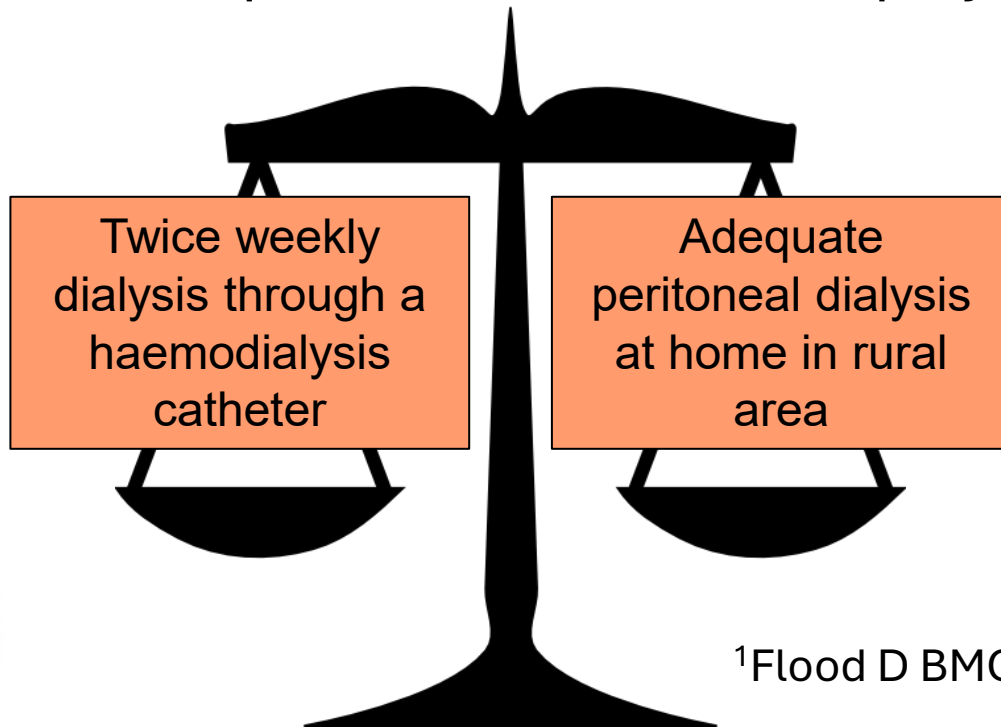 Twice weekly
dialysis through a
haemodialysis
catheter
Adequate
peritoneal dialysis
at home in rural
area
¹Flood D BMC